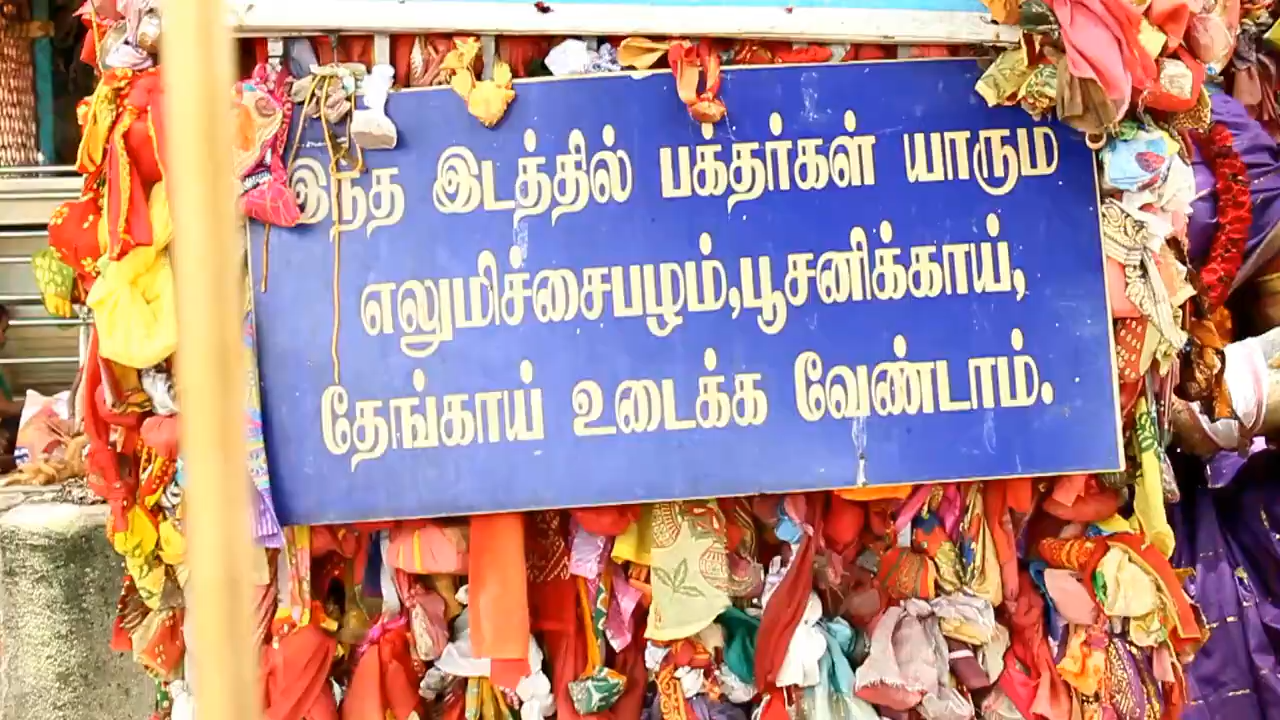 இந்த இடத்தில் பக்தர்கள் யாரும
எலுமிச்சைபழம்,பூசனிக்காய்,
தேங்காய் உடைக்க வேண்டாம்.